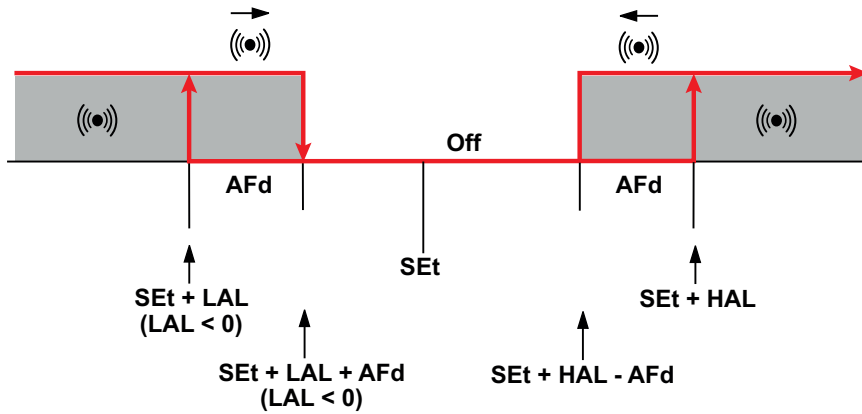 Off
AFd
AFd
SEt
SEt + LAL
(LAL < 0)
SEt + HAL
SEt + LAL + AFd
(LAL < 0)
SEt + HAL - AFd